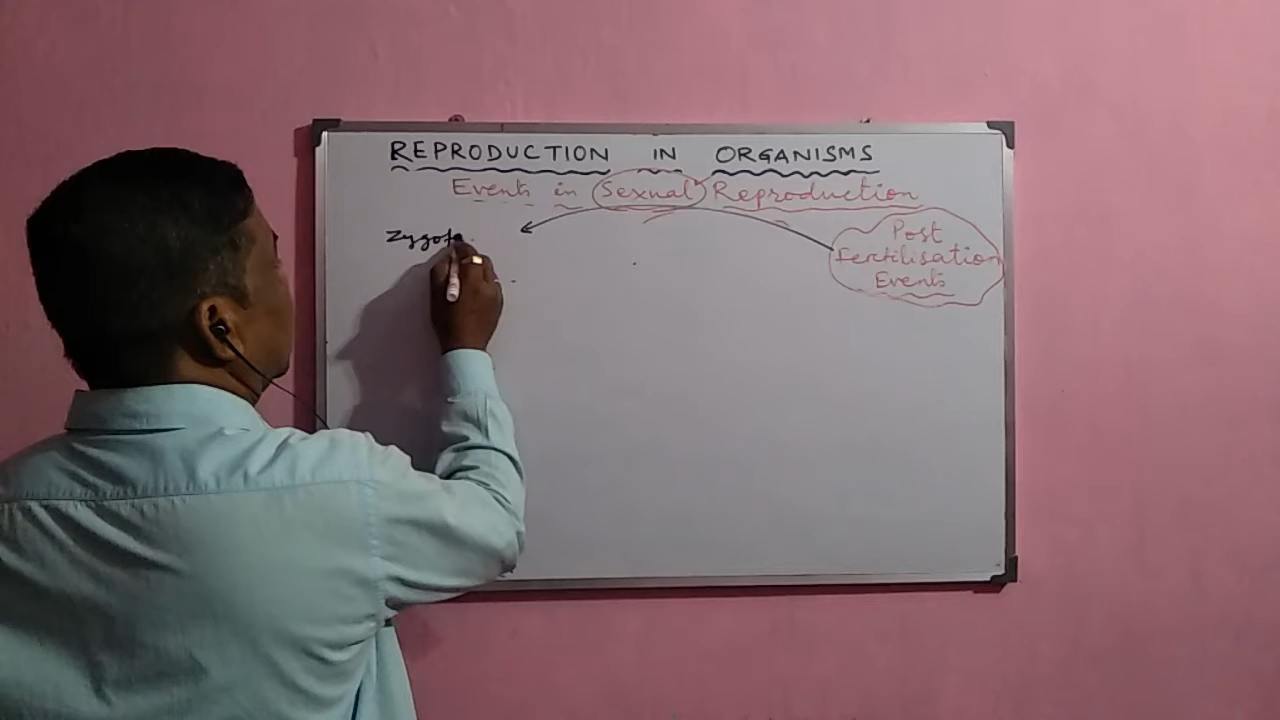 REPRODUCTION IN ORGANISMS
Events in Sexual Reproduction
Post
Fertilisation
Events